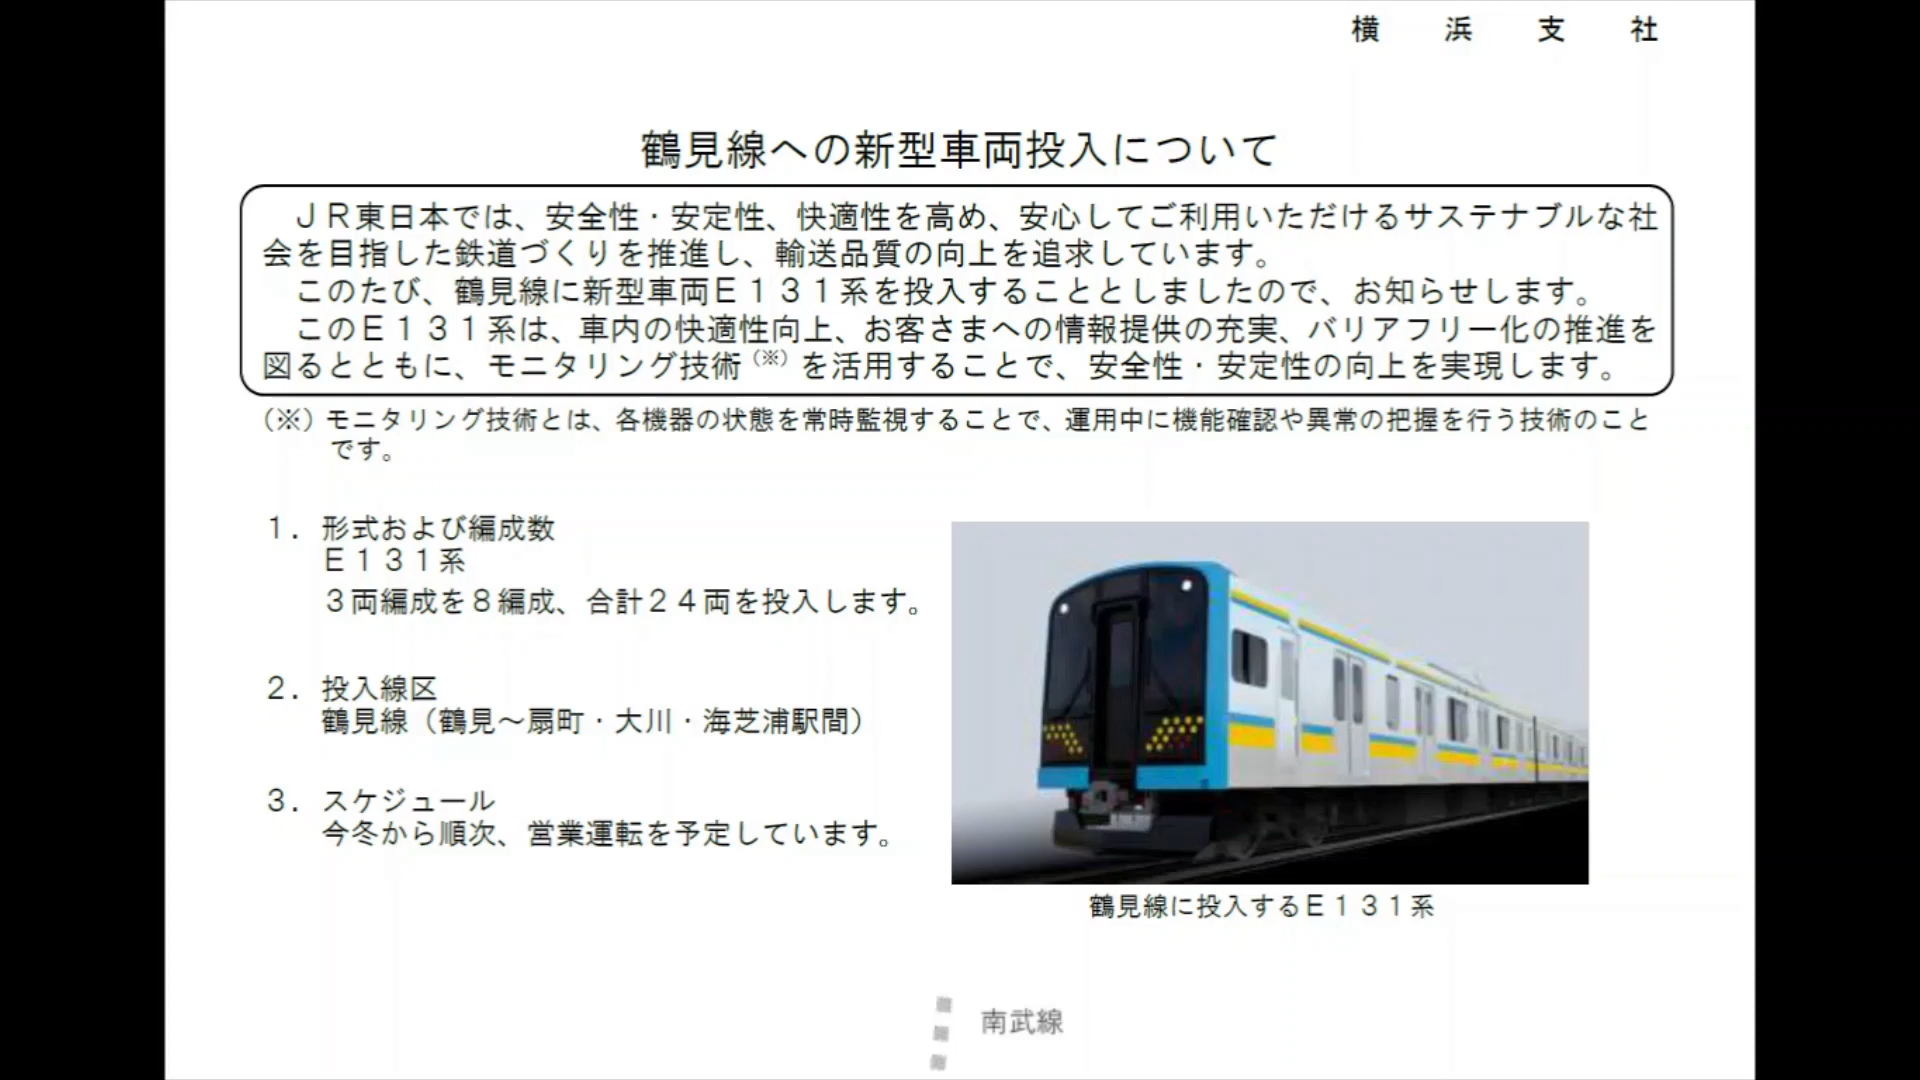 横浜支社
鶴見線への新型車両投入について
ＪＲ東日本では、安全性・安定性、快適性を高め、安心してご利用いただけるサステナブルな社
会を目指した鉄道づくりを推進し、輸送品質の向上を追求しています。
このたび、鶴見線に新型車両Ｅ１３１系を投入することとしましたので、お知らせします。
このＥ１３１系は、車内の快適性向上、お客さまへの情報提供の充実、バリアフリー化の推進を
図るとともに、モニタリング技術（※）を活用することで、安全性・安定性の向上を実現します。
（※）モニタリング技術とは、各機器の状態を常時監視することで、運用中に機能確認や異常の把握を行う技術のこと
です。
１．形式および編成数
Ｅ１３１系
３両編成を８編成、合計２４両を投入します。
２．投入線区
鶴見線（鶴見～扇町・大川・海芝浦駅間）
３．スケジュール
今冬から順次、営業運転を予定しています。
鶴見線に投入するＥ１３１系
南武線